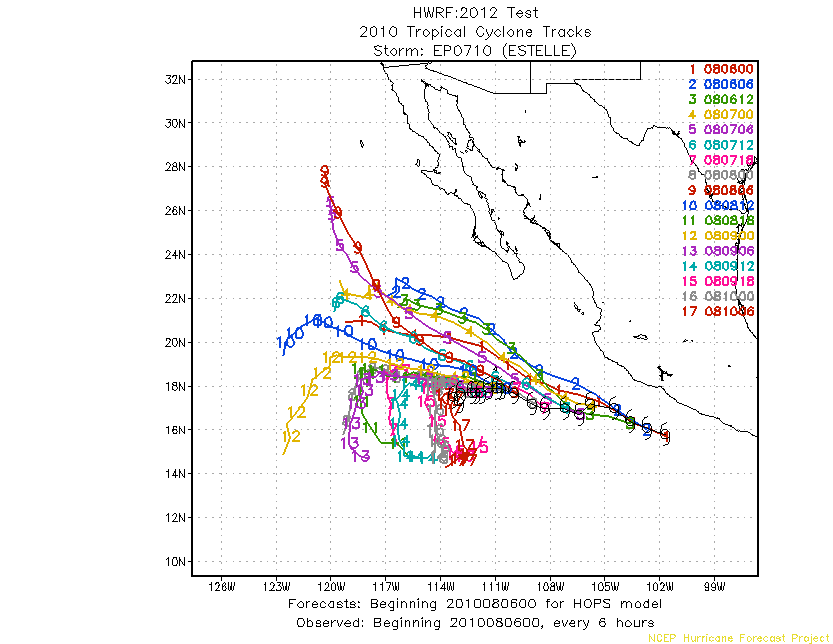 HWRF:2012 Test
2010 Tropical Cyclone Tracks
Storm: EP0710 (ESTELLE)
32N
30N
28N
26N
24N
22N
20N
18N
16N
14N
12N
10N
1 080600
2 080606
3 080612
4 080700
5 080706
6 080712
7 080718
8 080800
9 080806
10 080812
11 080818
12 080900
13 080906
14 080912
15 080918
16 081000
17 081006
126W 123W 120W 117W 114W 111W 108W 105W 102W 99W
Forecasts: Beginning 2010080600 for HOPS model
Observed: Beginning 2010080600, every 6 hours
NCEP Hurricane Forecast Project